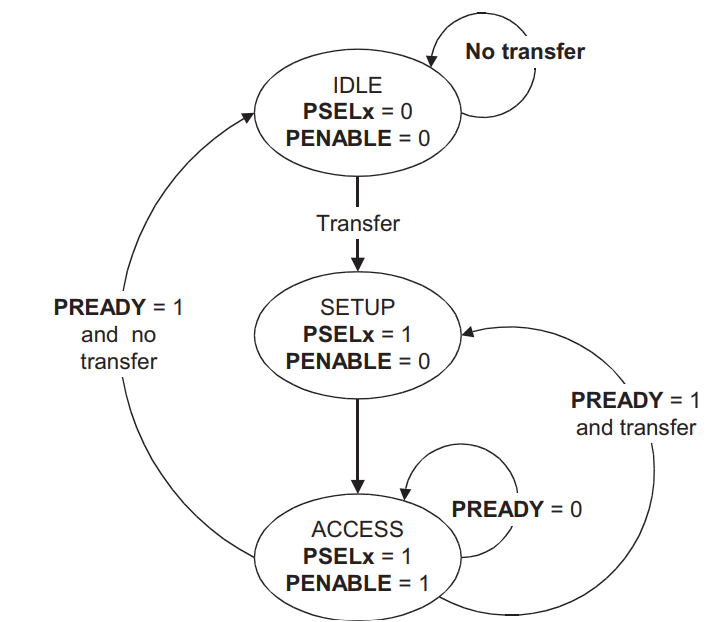 No transfer
IDLE
PSELx = 0
PENABLE = 0
Transfer
PREADY = 1
and no
transfer
SETUP
PSELx = 1
PENABLE = 0
PREADY = 1
and transfer
PREADY = 0
ACCESS
PSELx = 1
PENABLE = 1